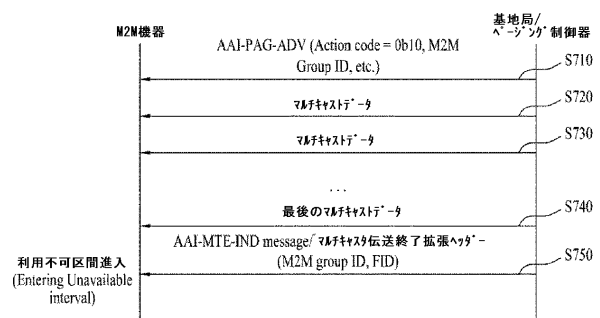 M2M機器
基地局/
ページング制御器
AAI-PAG-ADV (Action code = 0b10, M2M
Group ID, etc.)
S710
マルチキャストデータ
S720
マルチキャストデータ
S730
...
最後のマルチキャストデータ
S740
AAI-MTE-IND message/マルチキャスタ伝送終了拡張ヘッダー
(M2M group ID, FID)
S750
利用不可区間進入
(Entering Unavailable
interval)